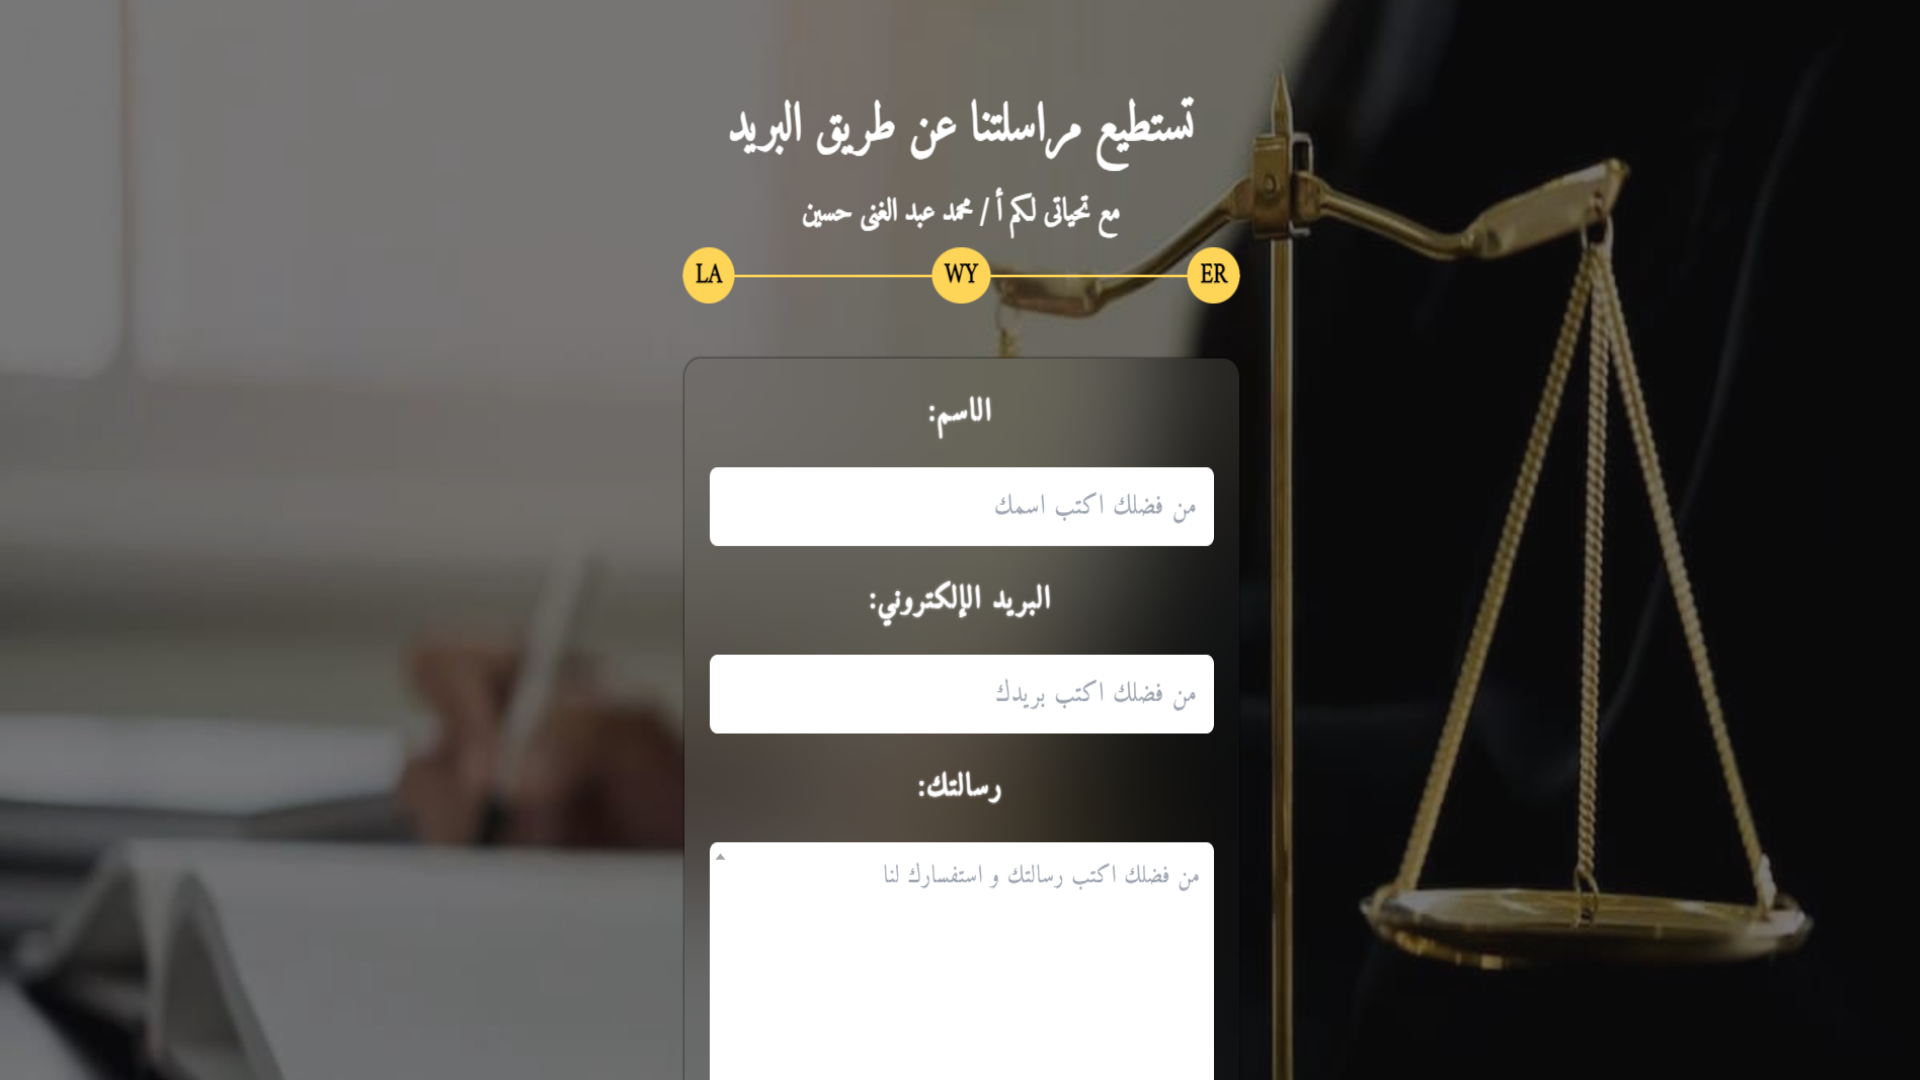 تستطيع مراسلتنا عن طريق البريد
مع تحياتى لكم أ / محمد عبد الغنى حسين
LA WY ER
الاسم:
من فضلك اكتب اسمك
البريد الإلكتروني:
من فضلك اكتب بريدك
رسالتك:
من فضلك اكتب رسالتك و استفسارك لنا